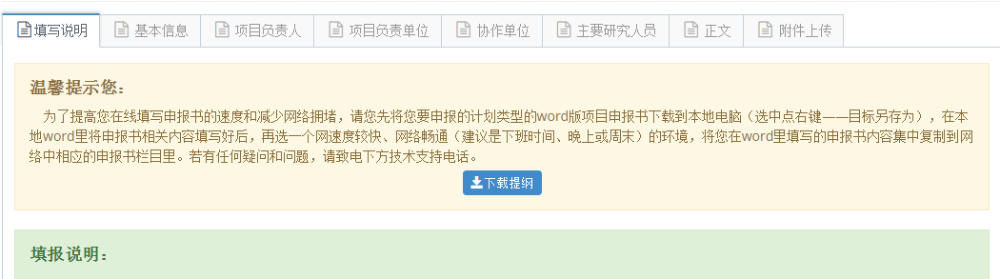 填写说明 基本信息 项目负责人 项目负责单位 协作单位 主要研究人员 正文 附件上传
温馨提示您：
为了提高您在线填写申报书的速度和减少网络拥堵，请您先将您要申报的计划类型的word版项目申报书下载到本地电脑（选中点右键——目标另存为），在本
地word里将申报书相关内容填写好后，再选一个网速度较快、网络畅通（建议是下班时间、晚上或周末）的环境，将您在word里填写的申报书内容集中复制到网
络中相应的申报书栏目里。若有任何疑问和问题，请致电下方技术支持电话。
下载提纲
填报说明：